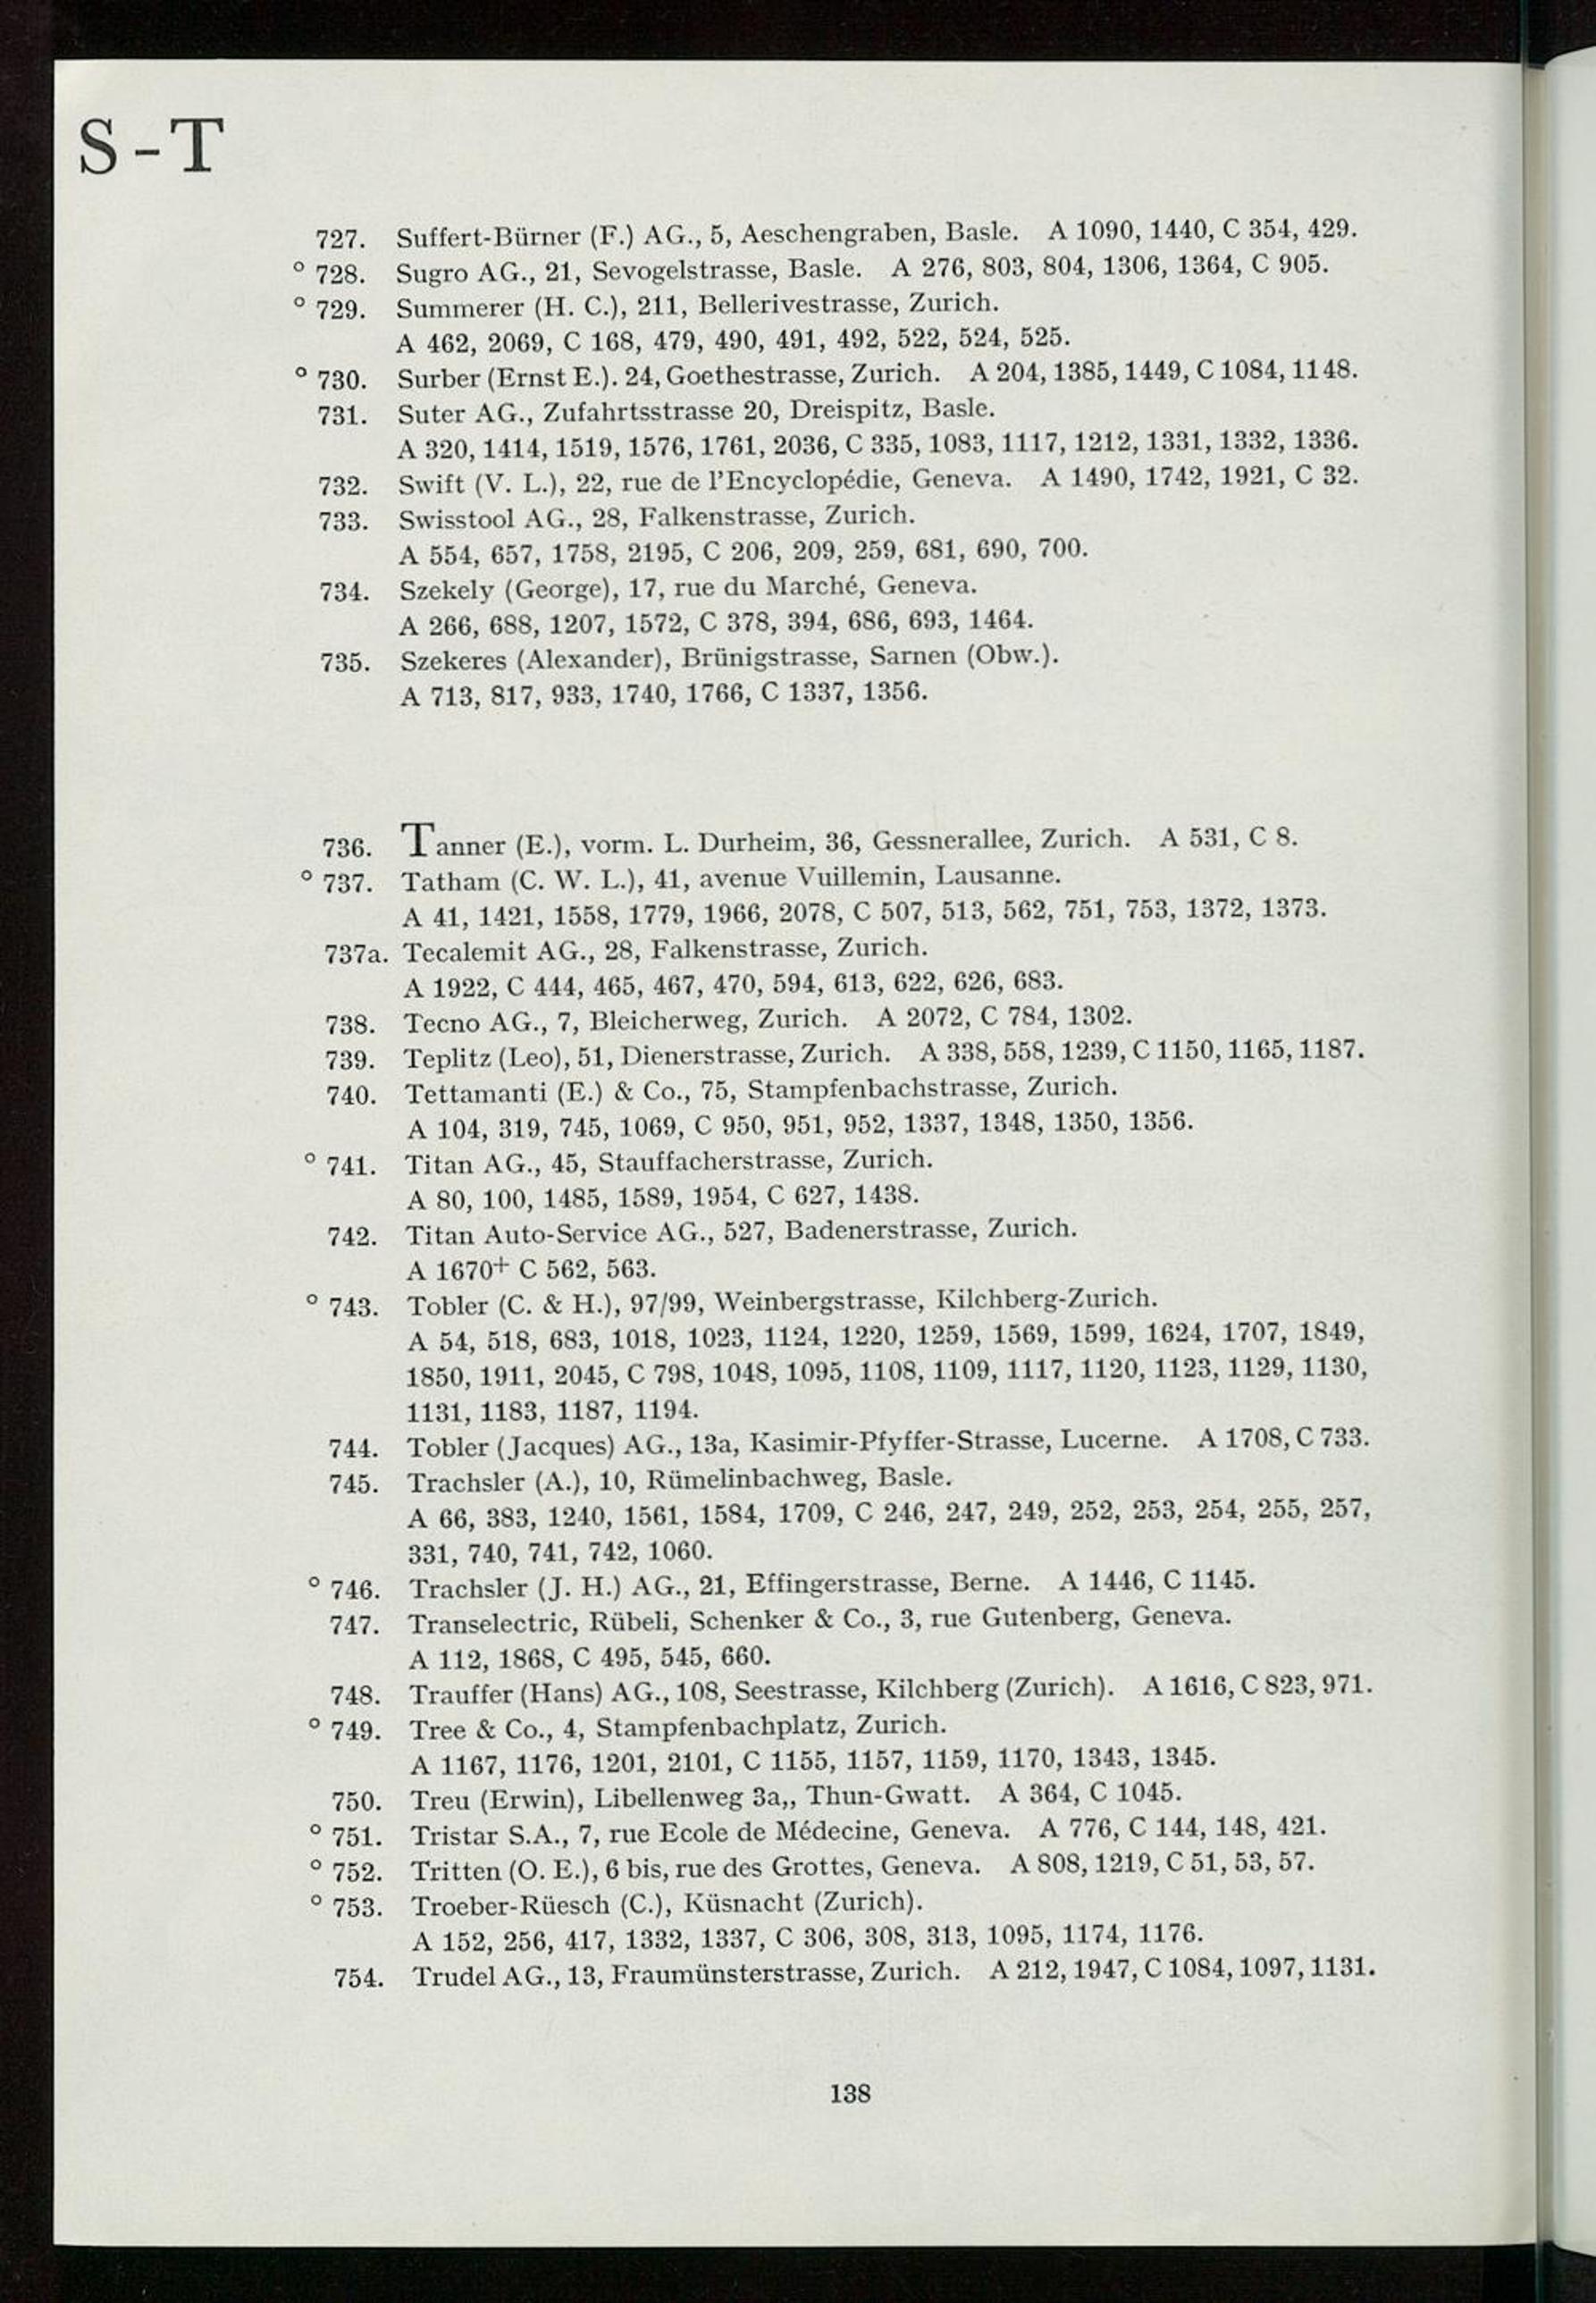 S-T
727. Suffert-Bürner (F.) AG., 5, Aeschengraben, Basle. A 1090, 1440, C 354, 429.
° 728. Sugro AG., 21, Sevogelstrasse, Basle. A 276, 803, 804, 1306, 1364, C 905.
° 729. Summerer (H. C.), 211, Bellerivestrasse, Zurich.
A 462, 2069, C 168, 479, 490, 491, 492, 522, 524, 525.
° 730. Surber (Ernst E.). 24, Goethestrasse, Zurich. A 204, 1385, 1449, C 1084, 1148.
731. Suter AG., Zufahrtsstrasse 20, Dreispitz, Basle.
A 320, 1414, 1519, 1576, 1761, 2036, C 335, 1083, 1117, 1212, 1331, 1332, 1336.
732. Swift (V. L.), 22, rue de l'Encyclopédie, Geneva. A 1490, 1742, 1921, C 32.
733. Swisstool AG., 28, Falkenstrasse, Zurich.
A 554, 657, 1758, 2195, C 206, 209, 259, 681, 690, 700.
734. Szekely (George), 17, rue du Marché, Geneva.
A 266, 688, 1207, 1572, C 378, 394, 686, 693, 1464.
735. Szekeres (Alexander), Brünigstrasse, Sarnen (Obw.).
A 713, 817, 933, 1740, 1766, C 1337, 1356.
736. Tanner (E.), vorm. L. Durheim, 36, Gessnerallee, Zurich. A 531, C 8.
° 737. Tatham (C. W. L.), 41, avenue Vuillemin, Lausanne.
A 41, 1421, 1558, 1779, 1966, 2078, C 507, 513, 562, 751, 753, 1372, 1373.
737a. Tecalemit AG., 28, Falkenstrasse, Zurich.
A 1922, C 444, 465, 467, 470, 594, 613, 622, 626, 683.
738. Tecno AG., 7, Bleicherweg, Zurich. A 2072, C 784, 1302.
739. Teplitz (Leo), 51, Dienerstrasse, Zurich. A 338, 558, 1239, C 1150, 1165, 1187.
740. Tettamanti (E.) & Co., 75, Stampfenbachstrasse, Zurich.
A 104, 319, 745, 1069, C 950, 951, 952, 1337, 1348, 1350, 1356.
° 741. Titan AG., 45, Stauffacherstrasse, Zurich.
A 80, 100, 1485, 1589, 1954, C 627, 1438.
742. Titan Auto-Service AG., 527, Badenerstrasse, Zurich.
A 1670+ C 562, 563.
° 743. Tobler (C. & H.), 97/99, Weinbergstrasse, Kilchberg-Zurich.
A 54, 518, 683, 1018, 1023, 1124, 1220, 1259, 1569, 1599, 1624, 1707, 1849,
1850, 1911, 2045, C 798, 1048, 1095, 1108, 1109, 1117, 1120, 1123, 1129, 1130,
1131, 1183, 1187, 1194.
744. Tobler (Jacques) AG., 13a, Kasimir-Pfyffer-Strasse, Lucerne. A 1708, C 733.
745. Trachsler (A.), 10, Rümelinbachweg, Basle.
A 66, 383, 1240, 1561, 1584, 1709, C 246, 247, 249, 252, 253, 254, 255, 257,
331, 740, 741, 742, 1060.
° 746. Trachsler (J. H.) AG., 21, Effingerstrasse, Berne. A 1446, C 1145.
747. Transelectric, Rübeli, Schenker & Co., 3, rue Gutenberg, Geneva.
A 112, 1868, C 495, 545, 660.
748. Trauffer (Hans) AG., 108, Seestrasse, Kilchberg (Zurich). A 1616, C 823, 971.
° 749. Tree & Co., 4, Stampfenbachplatz, Zurich.
A 1167, 1176, 1201, 2101, C 1155, 1157, 1159, 1170, 1343, 1345.
750. Treu (Erwin), Libellenweg 3a,, Thun-Gwatt. A 364, C 1045.
° 751. Tristar S.A., 7, rue Ecole de Médecine, Geneva. A 776, C 144, 148, 421.
° 752. Tritten (O. E.), 6 bis, rue des Grottes, Geneva. A 808, 1219, C 51, 53, 57.
° 753. Troeber-Rüesch (C.), Küsnacht (Zurich).
A 152, 256, 417, 1332, 1337, C 306, 308, 313, 1095, 1174, 1176.
754. Trudel AG., 13, Fraumünsterstrasse, Zurich. A 212, 1947, C 1084, 1097, 1131.
138